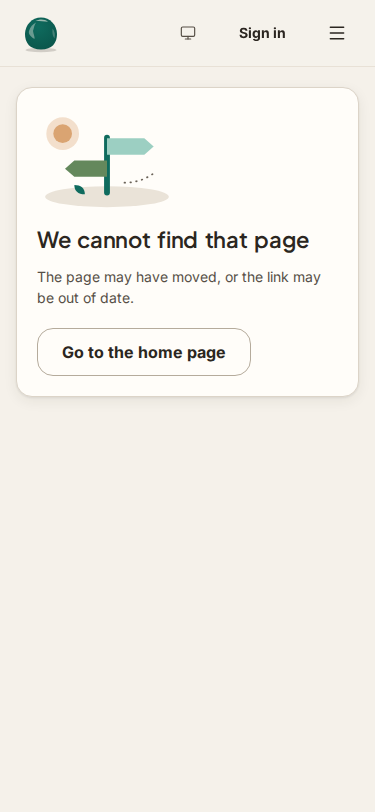 Sign in
We cannot find that page
The page may have moved, or the link may
be out of date.
Go to the home page